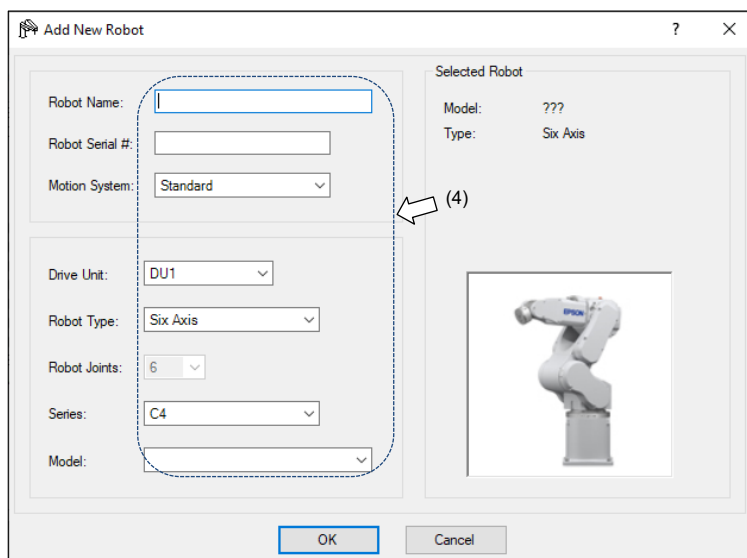 Add New Robot
?
Robot Name:
Robot Serial #:
Motion System: Standard
(4)
Drive Unit: DU1
Robot Type: Six Axis
Robot Joints: 6
Series: C4
Model:
Selected Robot
Model: ???
Type: Six Axis
EPSON
OK
Cancel